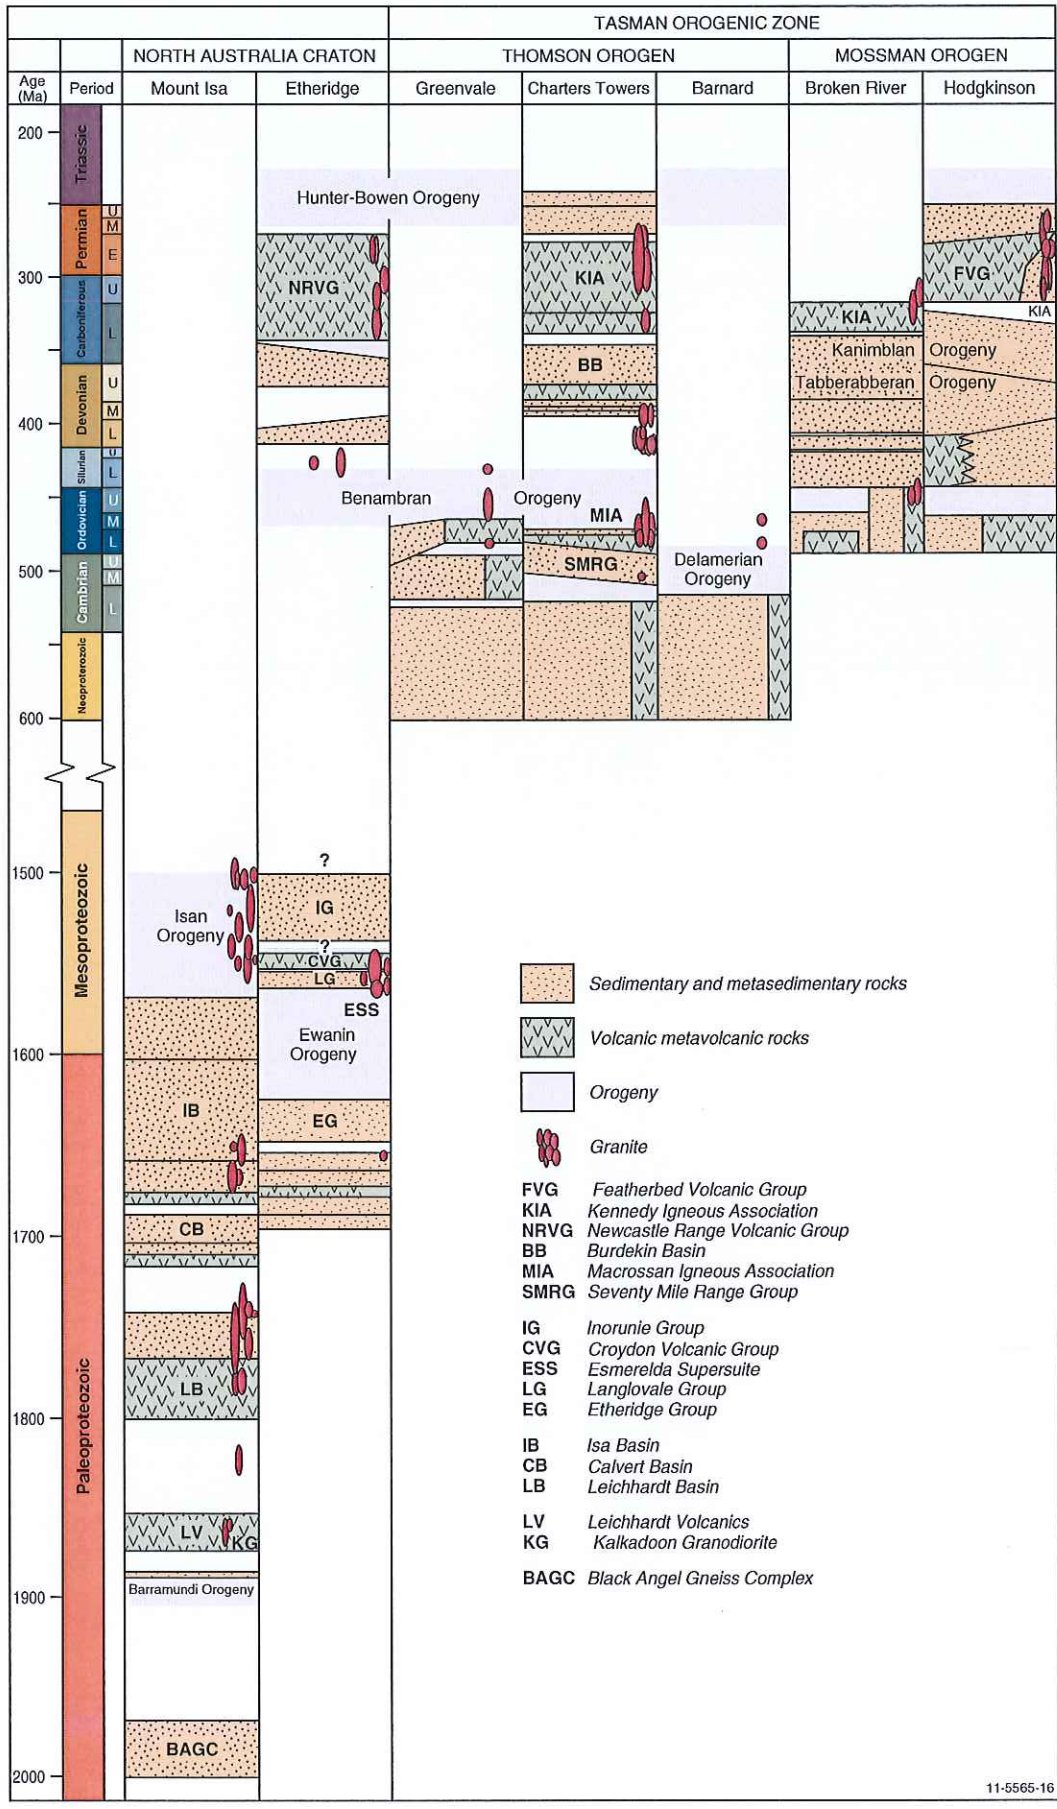 TASMAN OROGENIC ZONE
NORTH AUSTRALIA CRATON
THOMSON OROGEN
MOSSMAN OROGEN
Age (Ma)
Period
Mount Isa
Etheridge
Greenvale
Charters Towers
Barnard
Broken River
Hodgkinson
200
300
400
500
600
1500
1600
1700
1800
1900
2000
Triassic
Permian
U
M
E
Carboniferous
U
L
Devonian
U
M
L
Silurian
U
L
Ordovician
U
M
L
Cambrian
U
M
L
Neoproterozoic
Mesoproteozoic
Paleoproteozoic
Hunter-Bowen Orogeny
NRVG
KIA
FVG
KIA
KIA
BB
Kanimblan Orogeny
Tabberabberan Orogeny
Benambran Orogeny
MIA
SMRG
Delamerian
Orogeny
?
Isan
Orogeny
IG
?
CVG
LG
ESS
Ewanin
Orogeny
IB
EG
CB
LB
LV
KG
Barramundi Orogeny
BAGC
Sedimentary and metasedimentary rocks
Volcanic metavolcanic rocks
Orogeny
Granite
FVG Featherbed Volcanic Group
KIA Kennedy Igneous Association
NRVG Newcastle Range Volcanic Group
BB Burdekin Basin
MIA Macrossan Igneous Association
SMRG Seventy Mile Range Group
IG Inorunie Group
CVG Croydon Volcanic Group
ESS Esmerelda Supersuite
LG Langlovale Group
EG Etheridge Group
IB Isa Basin
CB Calvert Basin
LB Leichhardt Basin
LV Leichhardt Volcanics
KG Kalkadoon Granodiorite
BAGC Black Angel Gneiss Complex
11-5565-16